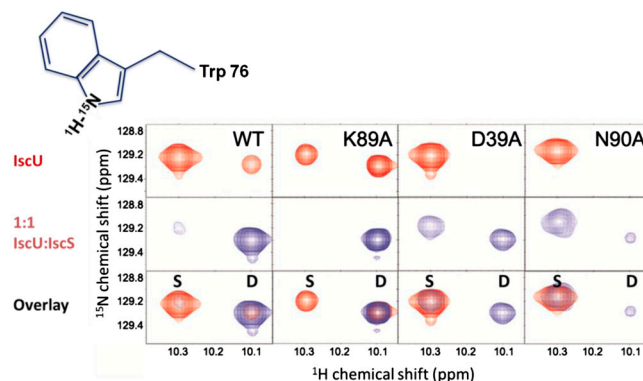 Trp 76
¹H-¹⁵N
WT K89A D39A N90A
IscU
128.8
129.2
129.4
1:1
IscU:IscS
128.8
129.2
129.4
Overlay
128.8
129.2
129.4
S D S D S D S D
¹⁵N chemical shift (ppm)
10.3 10.2 10.1 10.3 10.2 10.1 10.3 10.2 10.1 10.3 10.2 10.1
¹H chemical shift (ppm)